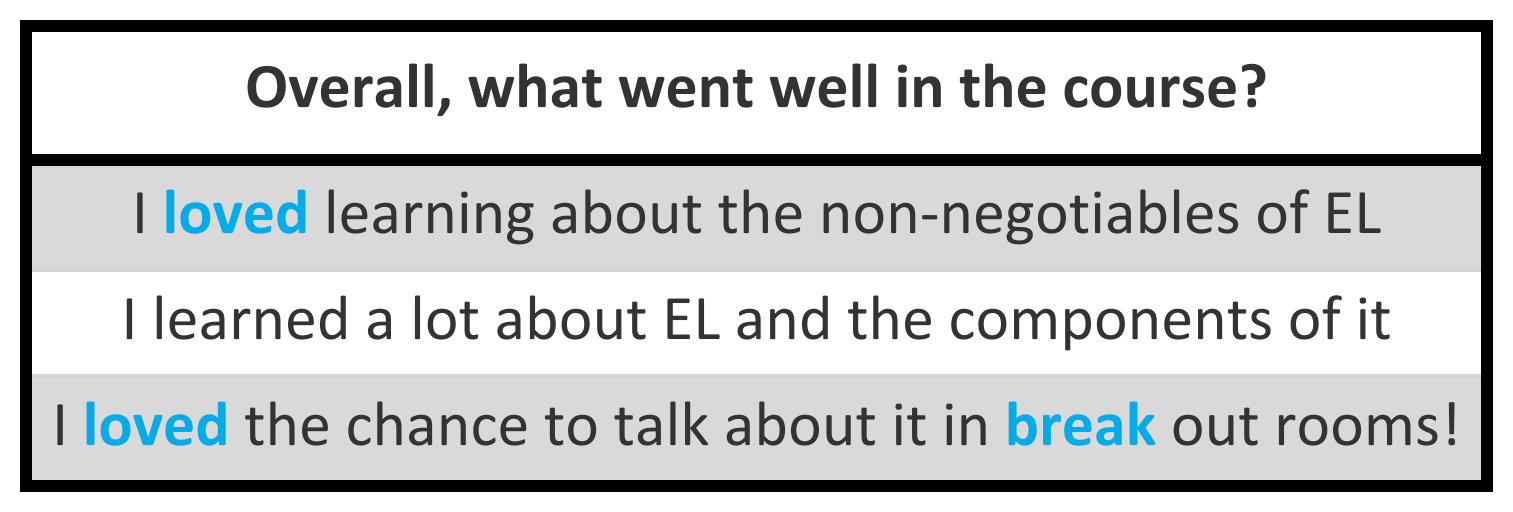 Overall, what went well in the course?
I loved learning about the non-negotiables of EL
I learned a lot about EL and the components of it
I loved the chance to talk about it in break out rooms!